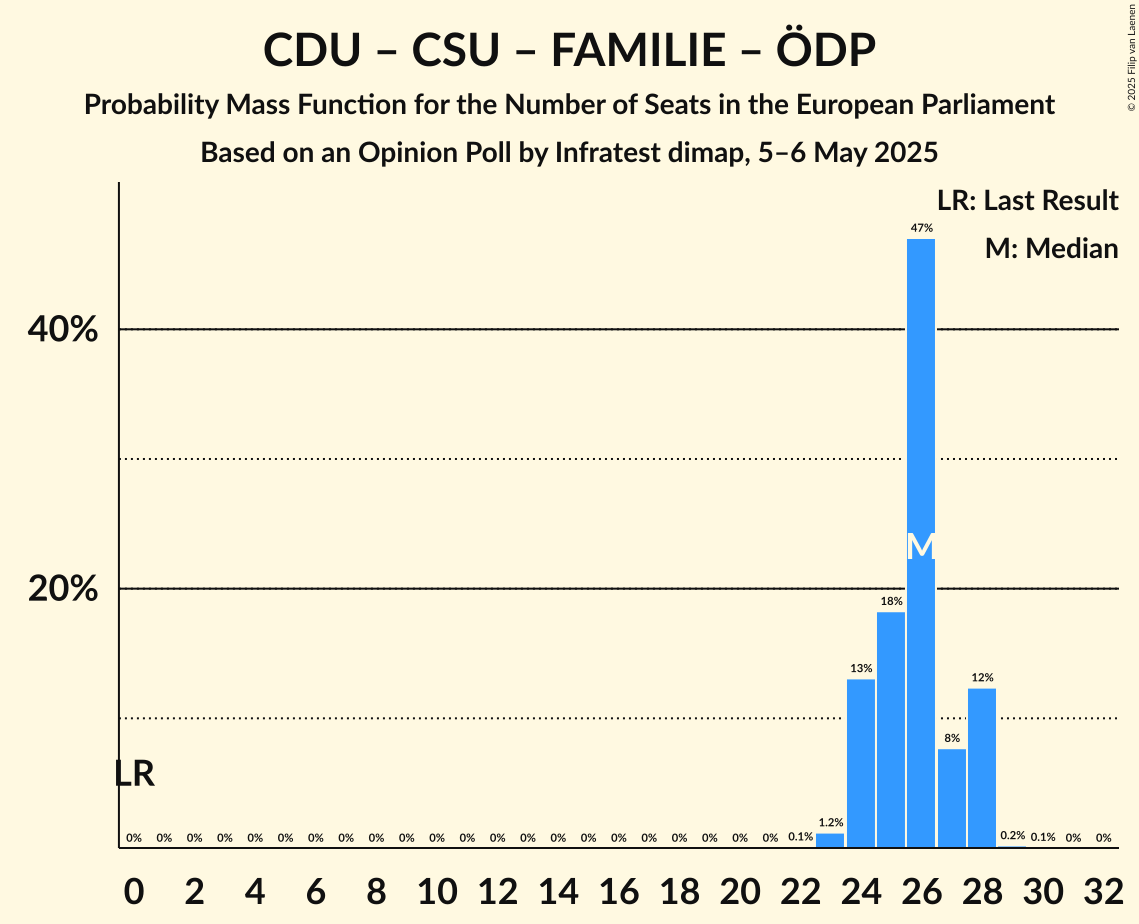 CDU – CSU – FAMILIE – ÖDP
Probability Mass Function for the Number of Seats in the European Parliament
Based on an Opinion Poll by Infratest dimap, 5–6 May 2025
© 2025 Filip van Laenen
LR: Last Result
M: Median
47%
40%
20%
18%
13%
12%
8%
M
LR
0% 0% 0% 0% 0% 0% 0% 0% 0% 0% 0% 0% 0% 0% 0% 0% 0% 0% 0% 0% 0% 0% 0.1% 1.2% 0.2% 0.1% 0% 0%
0 2 4 6 8 10 12 14 16 18 20 22 24 26 28 30 32